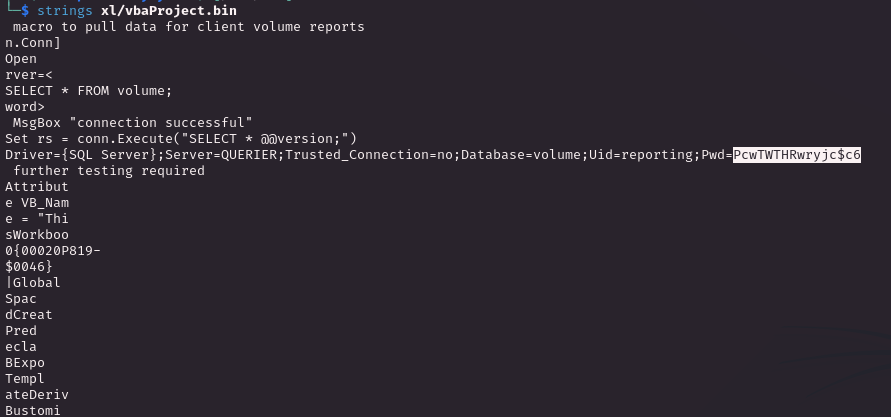 └─$ strings xl/vbaProject.bin
 macro to pull data for client volume reports
n.Conn]
Open
rver=<
SELECT * FROM volume;
word>
 MsgBox "connection successful"
Set rs = conn.Execute("SELECT * @@version;")
Driver={SQL Server};Server=QUERIER;Trusted_Connection=no;Database=volume;Uid=reporting;Pwd=PcwTWTHRwryjc$c6
 further testing required
Attribut
e VB_Nam
e = "Thi
sWorkboo
0{00020P819-
$0046}
|Global
Spac
dCreat
Pred
ecla
BExpo
Templ
ateDeriv
Bustomi